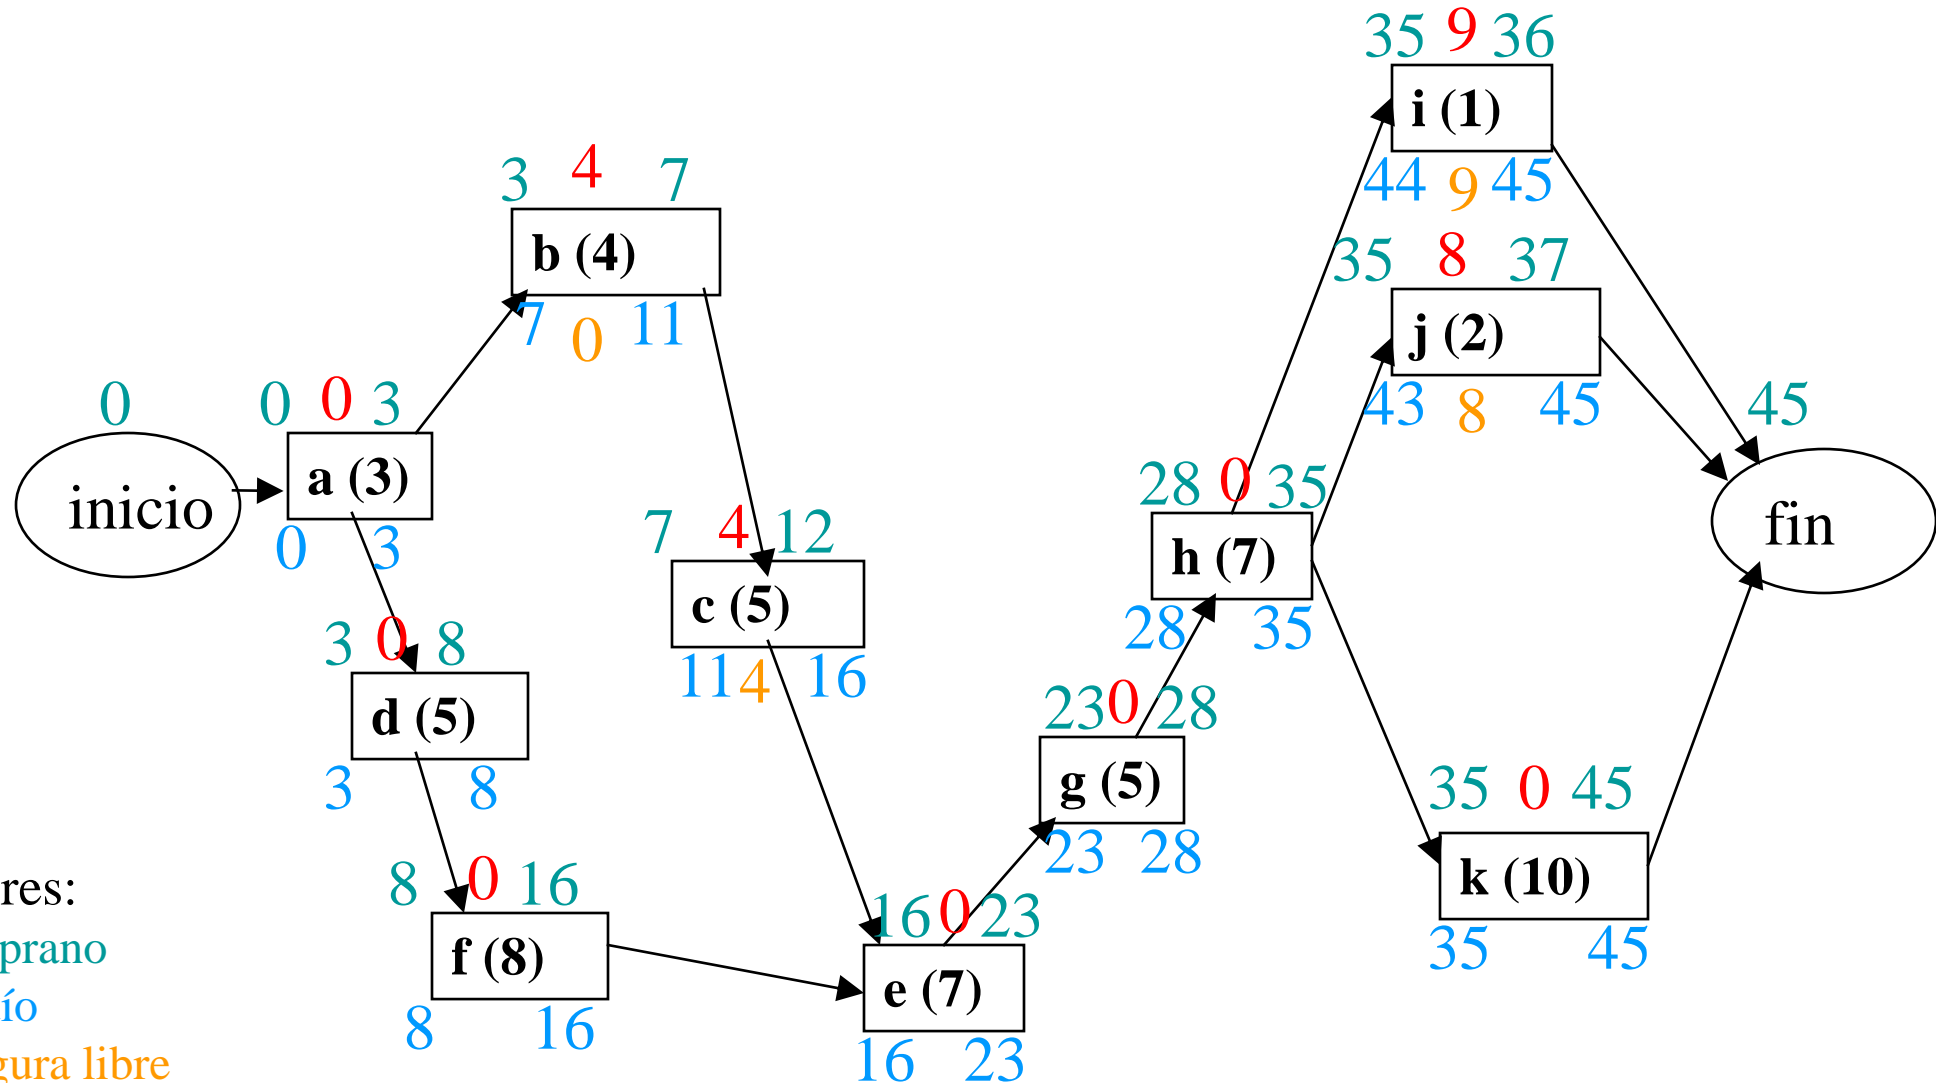 35 9 36
i (1)
44 9 45
3 4 7
b (4)
7 0 11
35 8 37
j (2)
43 8 45
0
inicio
0 0 3
a (3)
0 3
45
fin
28 0 35
h (7)
28 35
7 4 12
c (5)
11 4 16
3 0 8
d (5)
3 8
23 0 28
g (5)
23 28
35 0 45
k (10)
35 45
8 0 16
f (8)
8 16
16 0 23
e (7)
16 23
res:
prano
ío
gura libre